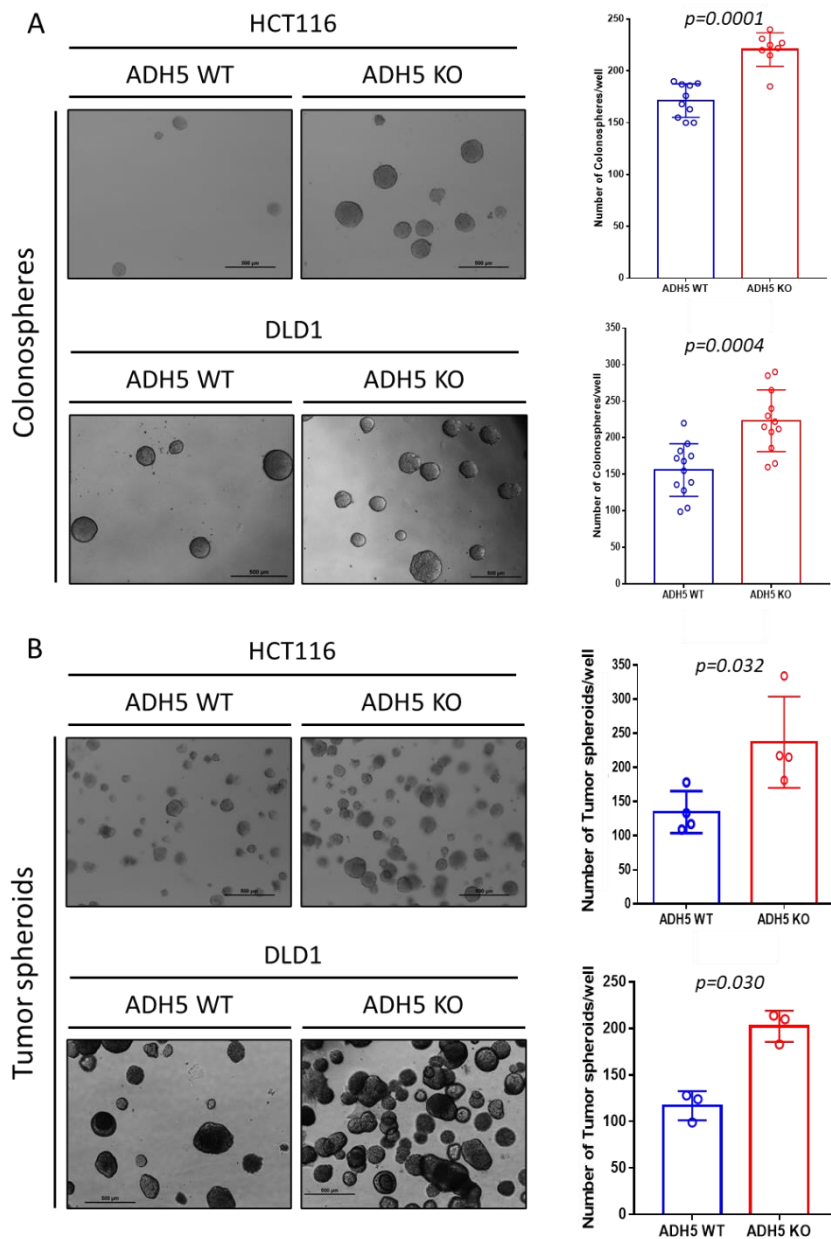 A
HCT116
ADH5 WT
ADH5 KO
500 µm
500 µm
p=0.0001
Number of Colonospheres/well
250
200
150
100
50
0
ADH5 WT
ADH5 KO
Colonospheres
DLD1
ADH5 WT
ADH5 KO
500 µm
500 µm
p=0.0004
Number of Colonospheres/well
350
300
250
200
150
100
50
0
ADH5 WT
ADH5 KO
B
HCT116
ADH5 WT
ADH5 KO
500 µm
500 µm
p=0.032
Number of Tumor spheroids/well
350
300
250
200
150
100
50
0
ADH5 WT
ADH5 KO
Tumor spheroids
DLD1
ADH5 WT
ADH5 KO
500 µm
500 µm
p=0.030
Number of Tumor spheroids/well
250
200
150
100
50
0
ADH5 WT
ADH5 KO